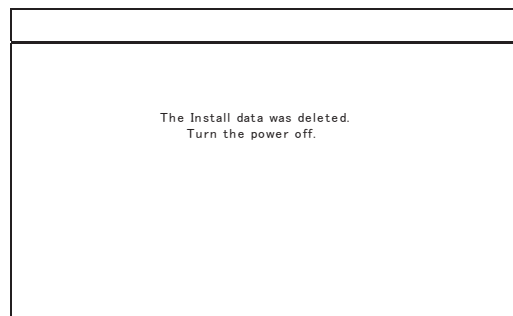 The Install data was deleted.
Turn the power off.